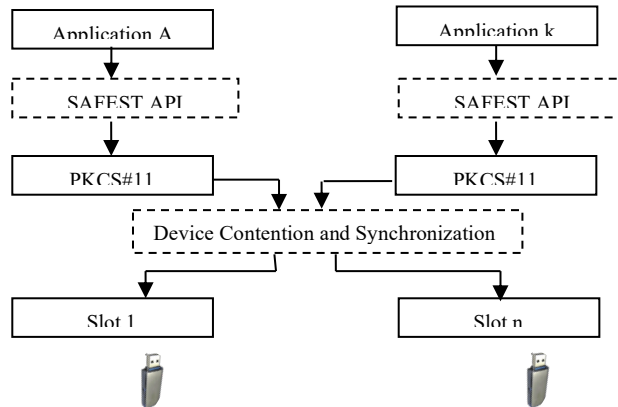 Application A
Application k
SAFEST API
SAFEST API
PKCS#11
PKCS#11
Device Contention and Synchronization
Slot 1
Slot n